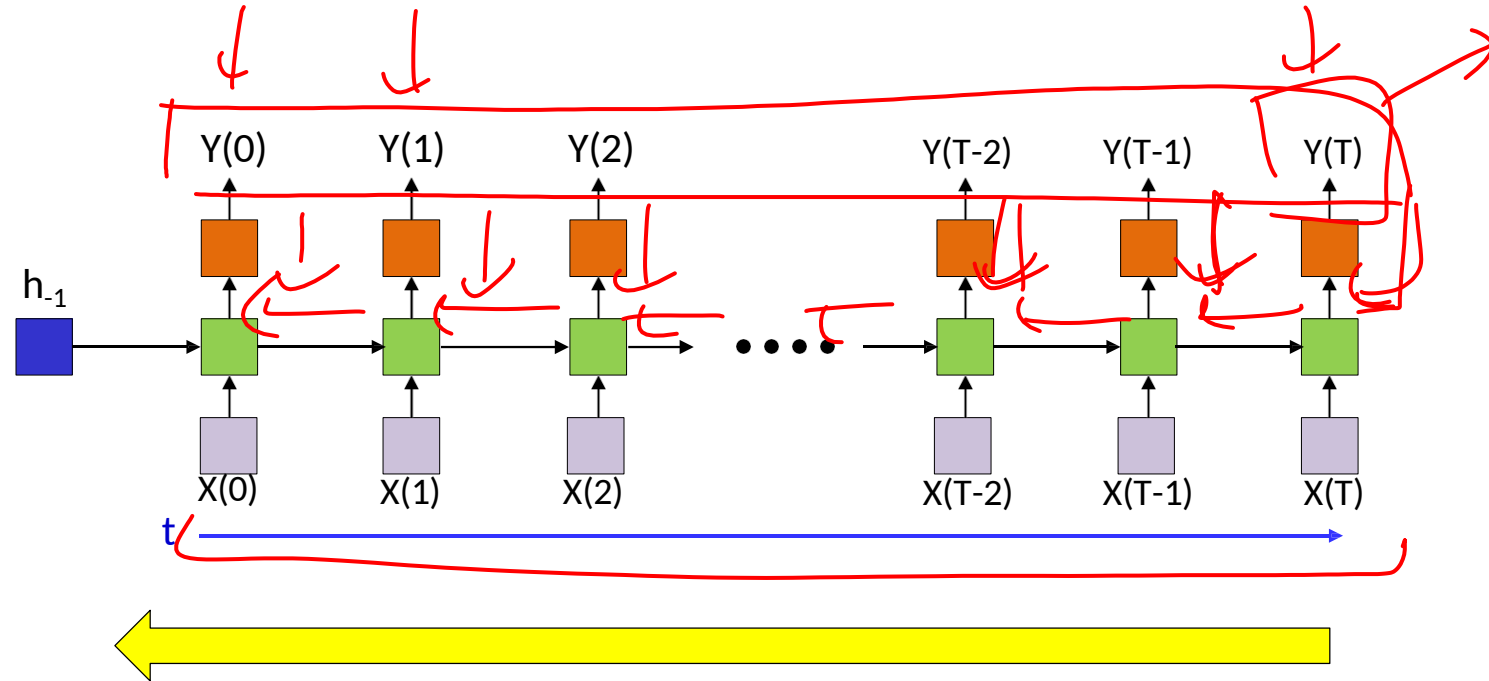 Y(0) Y(1) Y(2) Y(T-2) Y(T-1) Y(T)
h-1
X(0) X(1) X(2) X(T-2) X(T-1) X(T)
t